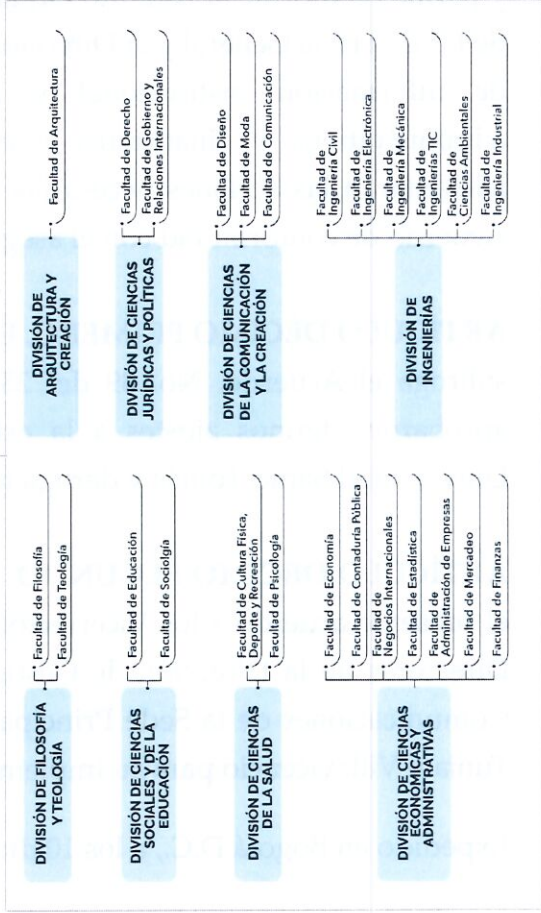 DIVISIÓN DE FILOSOFÍA
Y TEOLOGÍA
Facultad de Filosofía
Facultad de Teología
DIVISIÓN DE CIENCIAS
SOCIALES Y DE LA
EDUCACIÓN
Facultad de Educación
Facultad de Sociolgía
DIVISIÓN DE CIENCIAS
DE LA SALUD
Facultad de Cultura Física,
Deporte y Recreación
Facultad de Psicología
DIVISIÓN DE CIENCIAS
ECONÓMICAS Y
ADMINISTRATIVAS
Facultad de Economía
Facultad de Contaduría Pública
Facultad de
Negocios Internacionales
Facultad de Estadística
Facultad de
Administración de Empresas
Facultad de Mercadeo
Facultad de Finanzas
DIVISIÓN DE
ARQUITECTURA Y
CREACIÓN
Facultad de Arquitectura
DIVISIÓN DE CIENCIAS
JURÍDICAS Y POLÍTICAS
Facultad de Derecho
Facultad de Gobierno y
Relaciones Internacionales
DIVISIÓN DE CIENCIAS
DE LA COMUNICACIÓN
Y LA CREACIÓN
Facultad de Diseño
Facultad de Moda
Facultad de Comunicación
DIVISIÓN DE
INGENIERÍAS
Facultad de
Ingeniería Civil
Facultad de
Ingeniería Electrónica
Facultad de
Ingeniería Mecánica
Facultad de
Ingenierías TIC
Facultad de
Ciencias Ambientales
Facultad de
Ingeniería Industrial